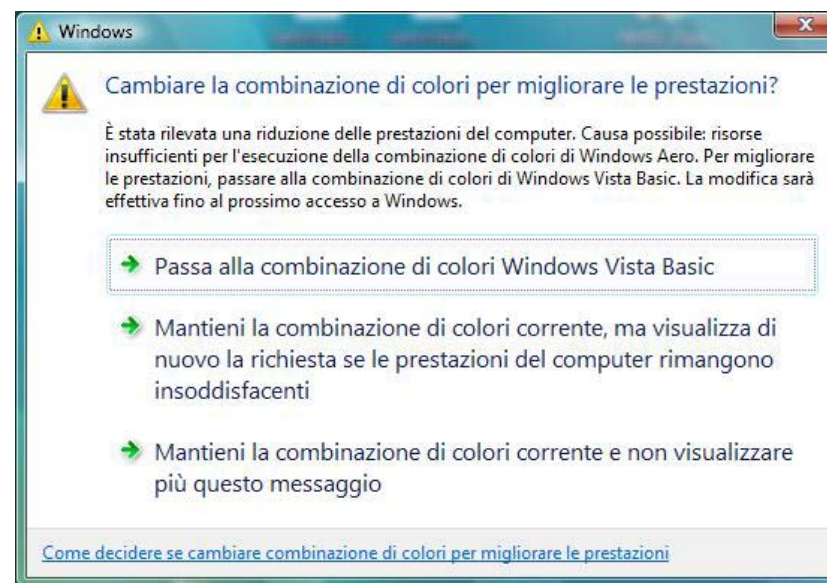 Windows
Cambiare la combinazione di colori per migliorare le prestazioni?
È stata rilevata una riduzione delle prestazioni del computer. Causa possibile: risorse
insufficienti per l'esecuzione della combinazione di colori di Windows Aero. Per migliorare
le prestazioni, passare alla combinazione di colori di Windows Vista Basic. La modifica sarà
effettiva fino al prossimo accesso a Windows.
Passa alla combinazione di colori Windows Vista Basic
Mantieni la combinazione di colori corrente, ma visualizza di
nuovo la richiesta se le prestazioni del computer rimangono
insoddisfacenti
Mantieni la combinazione di colori corrente e non visualizzare
più questo messaggio
Come decidere se cambiare combinazione di colori per migliorare le prestazioni